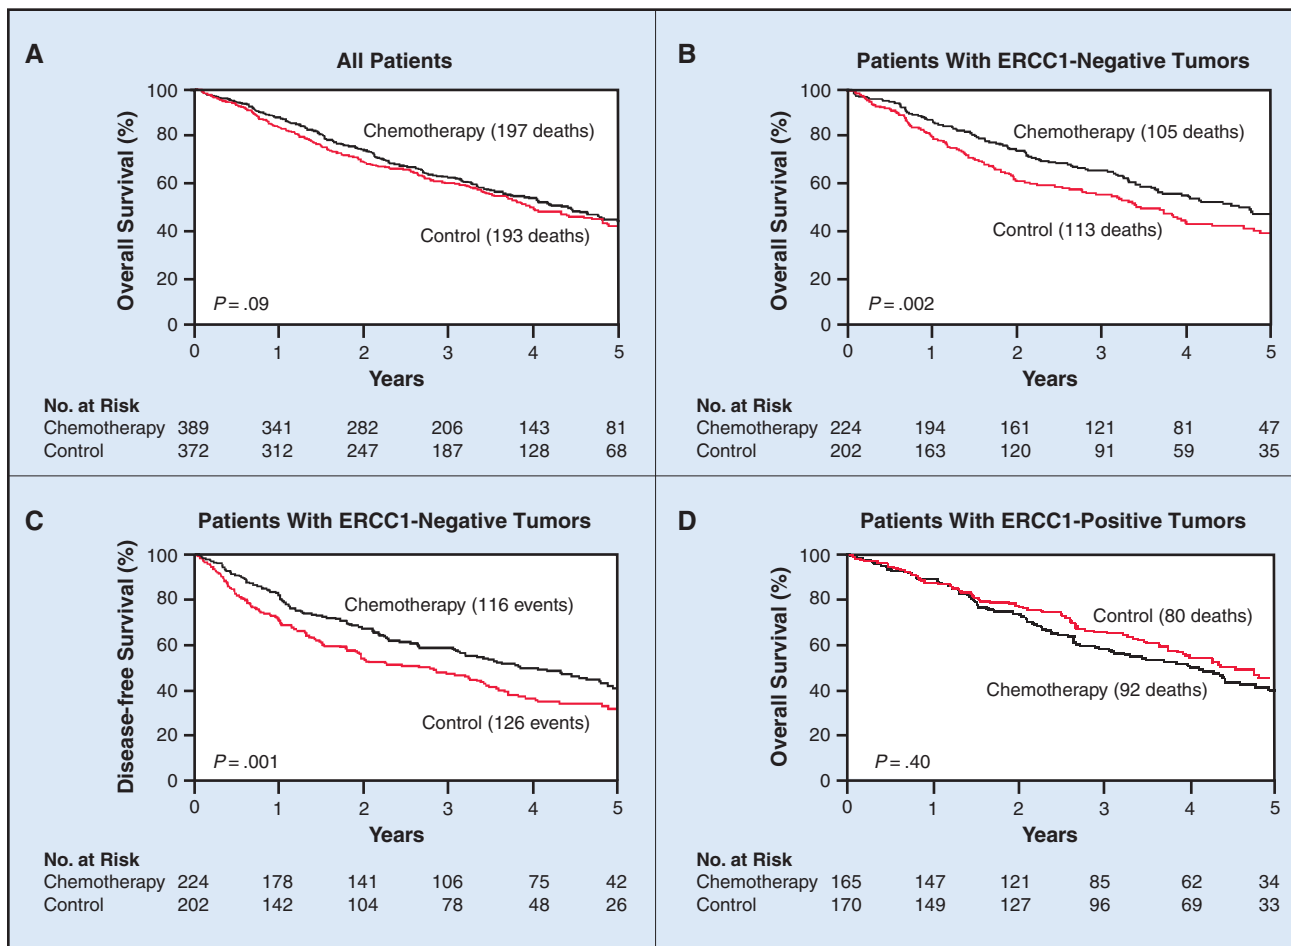 A
All Patients
Overall Survival (%)
100
80
60
40
20
0
Chemotherapy (197 deaths)
Control (193 deaths)
P = .09
0 1 2 3 4 5
Years
No. at Risk
Chemotherapy 389 341 282 206 143 81
Control 372 312 247 187 128 68
B
Patients With ERCC1-Negative Tumors
Overall Survival (%)
100
80
60
40
20
0
Chemotherapy (105 deaths)
Control (113 deaths)
P = .002
0 1 2 3 4 5
Years
No. at Risk
Chemotherapy 224 194 161 121 81 47
Control 202 163 120 91 59 35
C
Patients With ERCC1-Negative Tumors
Disease-free Survival (%)
100
80
60
40
20
0
Chemotherapy (116 events)
Control (126 events)
P = .001
0 1 2 3 4 5
Years
No. at Risk
Chemotherapy 224 178 141 106 75 42
Control 202 142 104 78 48 26
D
Patients With ERCC1-Positive Tumors
Overall Survival (%)
100
80
60
40
20
0
Control (80 deaths)
Chemotherapy (92 deaths)
P = .40
0 1 2 3 4 5
Years
No. at Risk
Chemotherapy 165 147 121 85 62 34
Control 170 149 127 96 69 33